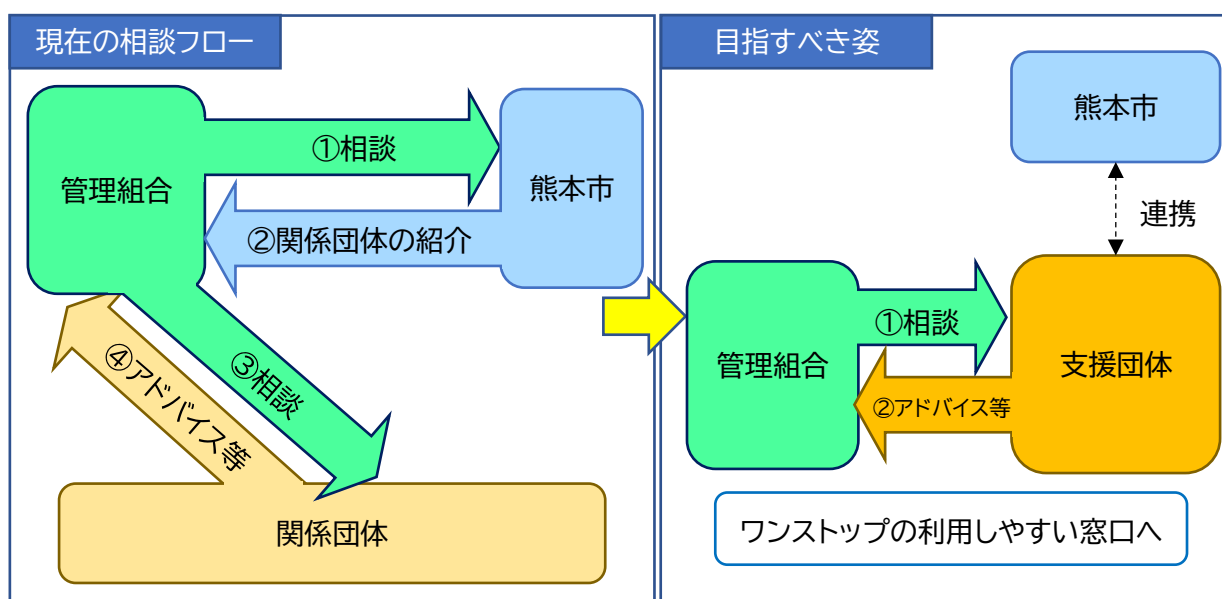 現在の相談フロー
管理組合
①相談
熊本市
②関係団体の紹介
③相談
④アドバイス等
関係団体
目指すべき姿
熊本市
連携
管理組合
①相談
支援団体
②アドバイス等
ワンストップの利用しやすい窓口へ